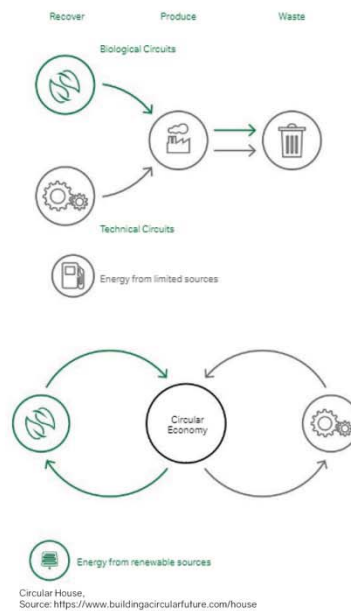 Recover Produce Waste
Biological Circuits
Technical Circuits
Energy from limited sources
Circular
Economy
Energy from renewable sources
Circular House,
Source: https://www.buildingacircularfuture.com/house